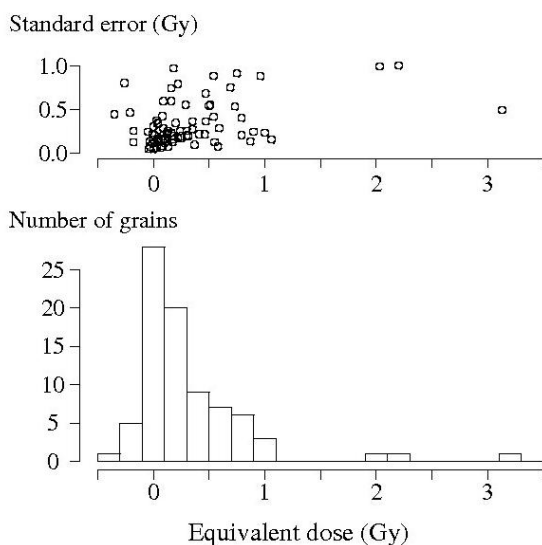 Standard error (Gy)
1.0
0.5
0.0
0 1 2 3
Number of grains
25
20
15
10
5
0
0 1 2 3
Equivalent dose (Gy)